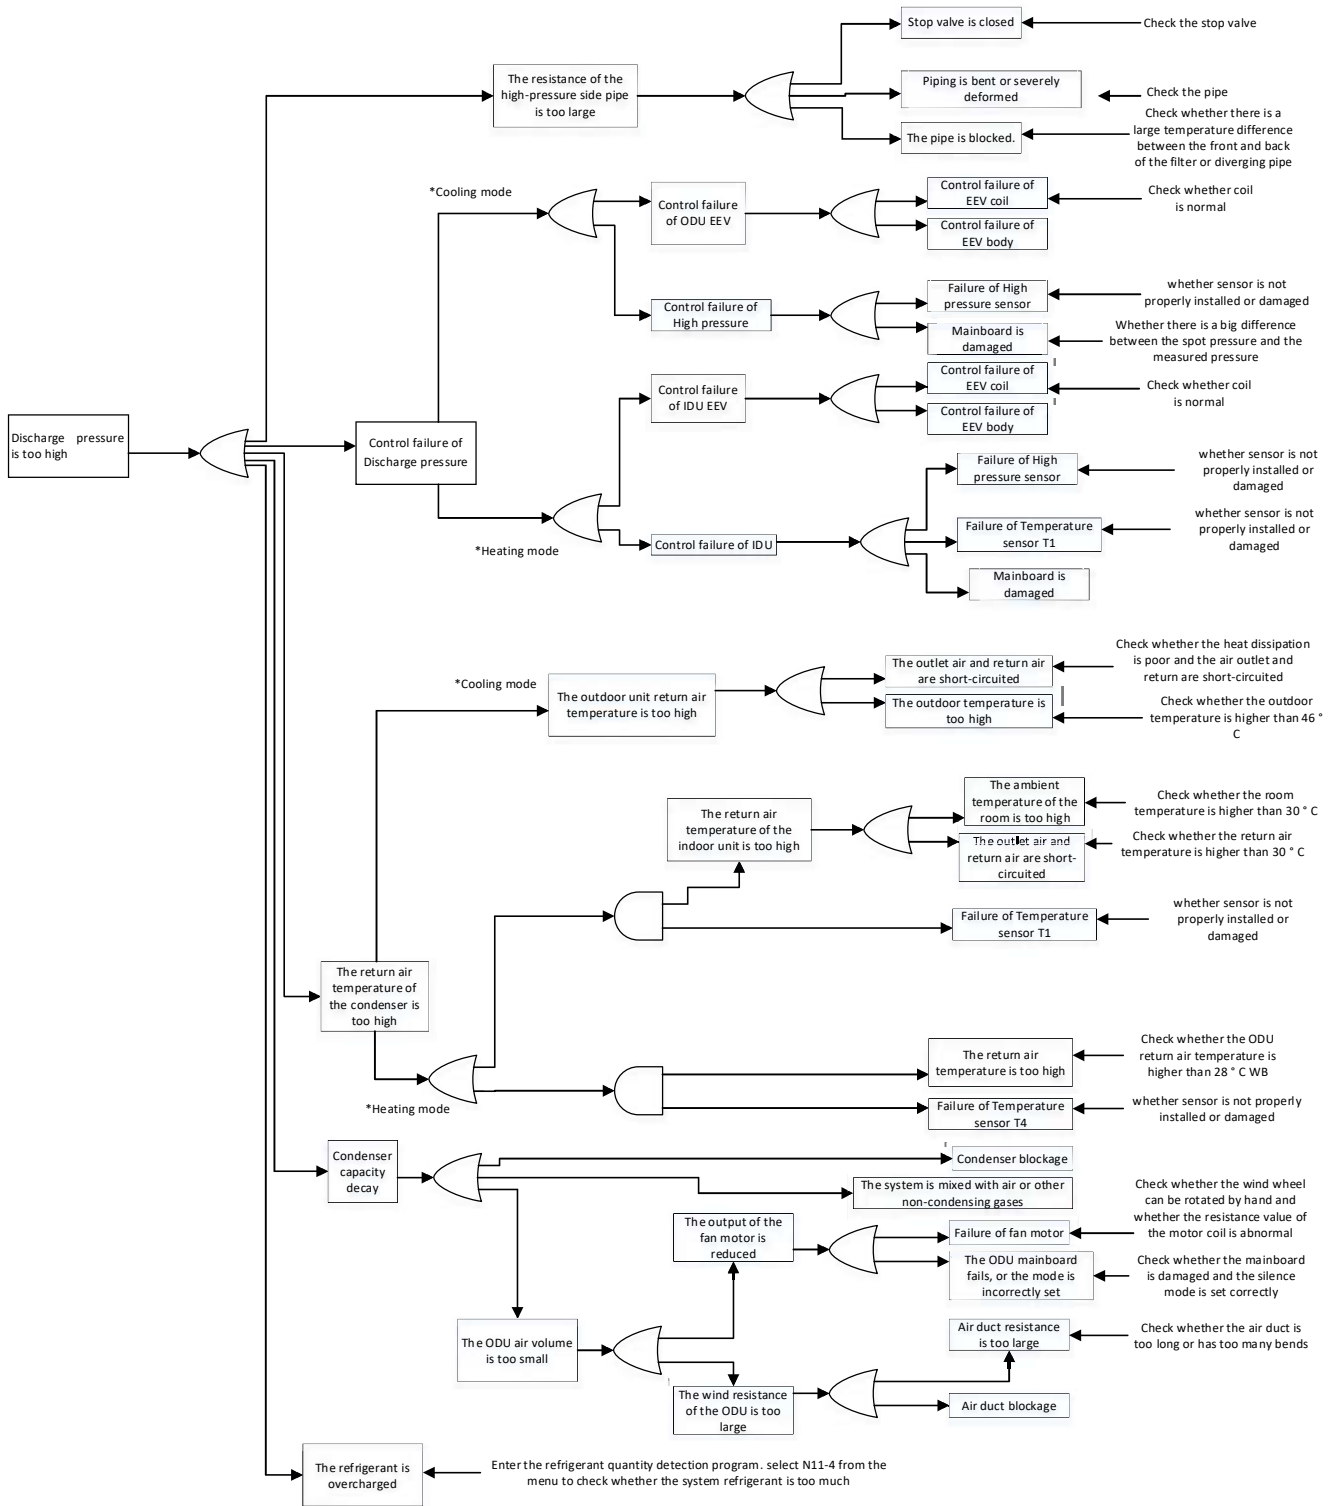 Stop valve is closed
Check the stop valve
The resistance of the
high-pressure side pipe
is too large
Piping is bent or severely
deformed
Check the pipe
The pipe is blocked.
Check whether there is a
large temperature difference
between the front and back
of the filter or diverging pipe
*Cooling mode
Control failure
of ODU EEV
Control failure of
EEV coil
Check whether coil
is normal
Control failure of
EEV body
Control failure of
High pressure
Failure of High
pressure sensor
whether sensor is not
properly installed or damaged
Mainboard is
damaged
Whether there is a big difference
between the spot pressure and the
measured pressure
Control failure
of IDU EEV
Control failure of
EEV coil
Check whether coil
is normal
Control failure of
EEV body
Discharge pressure
is too high
Control failure of
Discharge pressure
*Heating mode
Control failure of IDU
Failure of High
pressure sensor
whether sensor is not
properly installed or
damaged
Failure of Temperature
sensor T1
whether sensor is not
properly installed or
damaged
Mainboard is
damaged
*Cooling mode
The outdoor unit return air
temperature is too high
The outlet air and return air
are short-circuited
Check whether the heat dissipation
is poor and the air outlet and
return are short-circuited
The outdoor temperature is
too high
Check whether the outdoor
temperature is higher than 46 °
C
The return air
temperature of the
indoor unit is too high
The ambient
temperature of the
room is too high
Check whether the room
temperature is higher than 30 ° C
The outlet air and
return air are short-
circuited
Check whether the return air
temperature is higher than 30 ° C
Failure of Temperature
sensor T1
whether sensor is not
properly installed or
damaged
The return air
temperature of
the condenser is
too high
*Heating mode
The return air
temperature is too high
Check whether the ODU
return air temperature is
higher than 28 ° C WB
Failure of Temperature
sensor T4
whether sensor is not properly
installed or damaged
Condenser
capacity
decay
Condenser blockage
The system is mixed with air or other
non-condensing gases
The output of the
fan motor is
reduced
Failure of fan motor
Check whether the wind wheel
can be rotated by hand and
whether the resistance value of
the motor coil is abnormal
The ODU mainboard
fails, or the mode is
incorrectly set
Check whether the mainboard
is damaged and the silence
mode is set correctly
The ODU air volume
is too small
Air duct resistance
is too large
Check whether the air duct is
too long or has too many bends
The wind resistance
of the ODU is too
large
Air duct blockage
The refrigerant is
overcharged
Enter the refrigerant quantity detection program. select N11-4 from the
menu to check whether the system refrigerant is too much